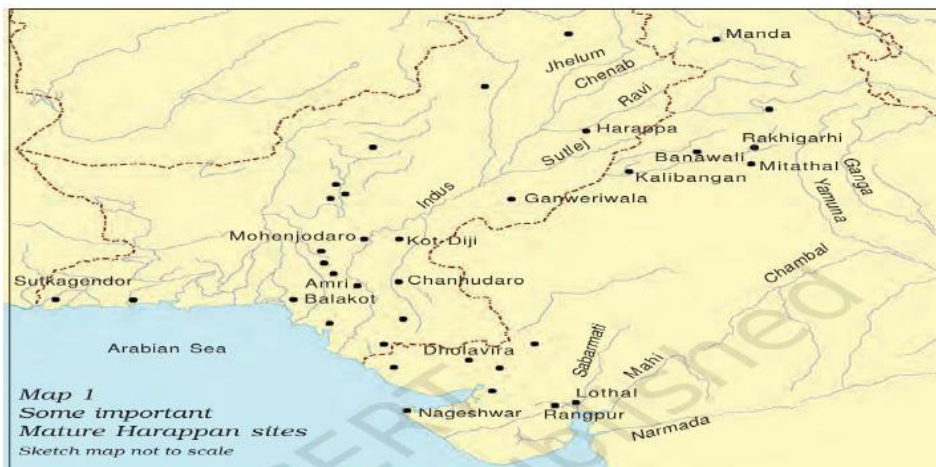 Manda
Jhelum
Chenab
Ravi
Harappa
Sutlej
Rakhigarhi
Banawali
Mitathal
Kalibangan
Ganga
Yamuna
Indus
Ganweriwala
Mohenjodaro
Kot Diji
Chambal
Sutkagendor
Amri
Chanhudaro
Balakot
Arabian Sea
Dholavira
Sabarmati
Mahi
Lothal
Nageshwar
Rangpur
Narmada
Map 1
Some important
Mature Harappan sites
Sketch map not to scale